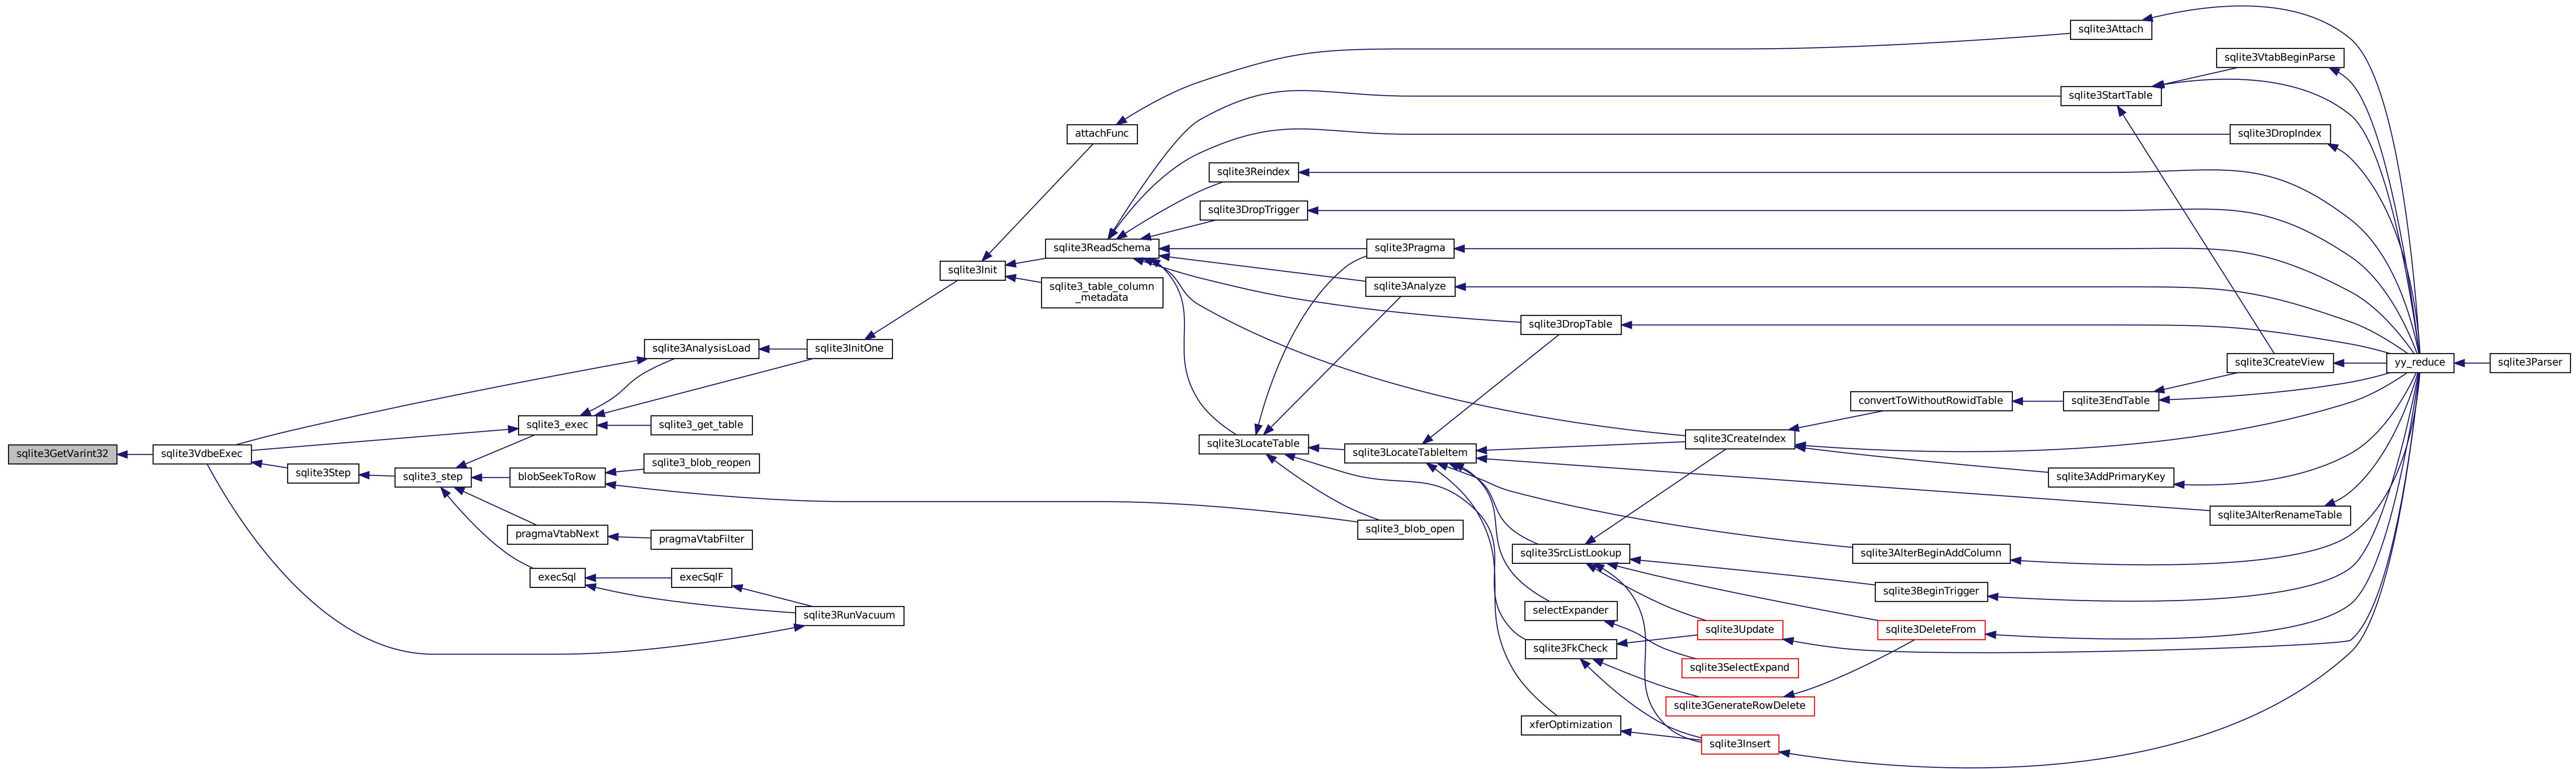 sqlite3GetVarint32
sqlite3VdbeExec
sqlite3Step
sqlite3_step
sqlite3_exec
blobSeekToRow
pragmaVtabNext
execSql
sqlite3AnalysisLoad
sqlite3_get_table
sqlite3_blob_reopen
pragmaVtabFilter
execSqlF
sqlite3InitOne
sqlite3RunVacuum
sqlite3Init
attachFunc
sqlite3ReadSchema
sqlite3_table_column
_metadata
sqlite3Reindex
sqlite3DropTrigger
sqlite3LocateTable
sqlite3Pragma
sqlite3Analyze
sqlite3LocateTableItem
sqlite3_blob_open
sqlite3DropTable
sqlite3SrcListLookup
selectExpander
sqlite3FkCheck
xferOptimization
sqlite3CreateIndex
sqlite3Update
sqlite3SelectExpand
sqlite3GenerateRowDelete
sqlite3Insert
convertToWithoutRowidTable
sqlite3AlterBeginAddColumn
sqlite3BeginTrigger
sqlite3DeleteFrom
sqlite3Attach
sqlite3StartTable
sqlite3EndTable
sqlite3AddPrimaryKey
sqlite3VtabBeginParse
sqlite3DropIndex
sqlite3CreateView
sqlite3AlterRenameTable
yy_reduce
sqlite3Parser